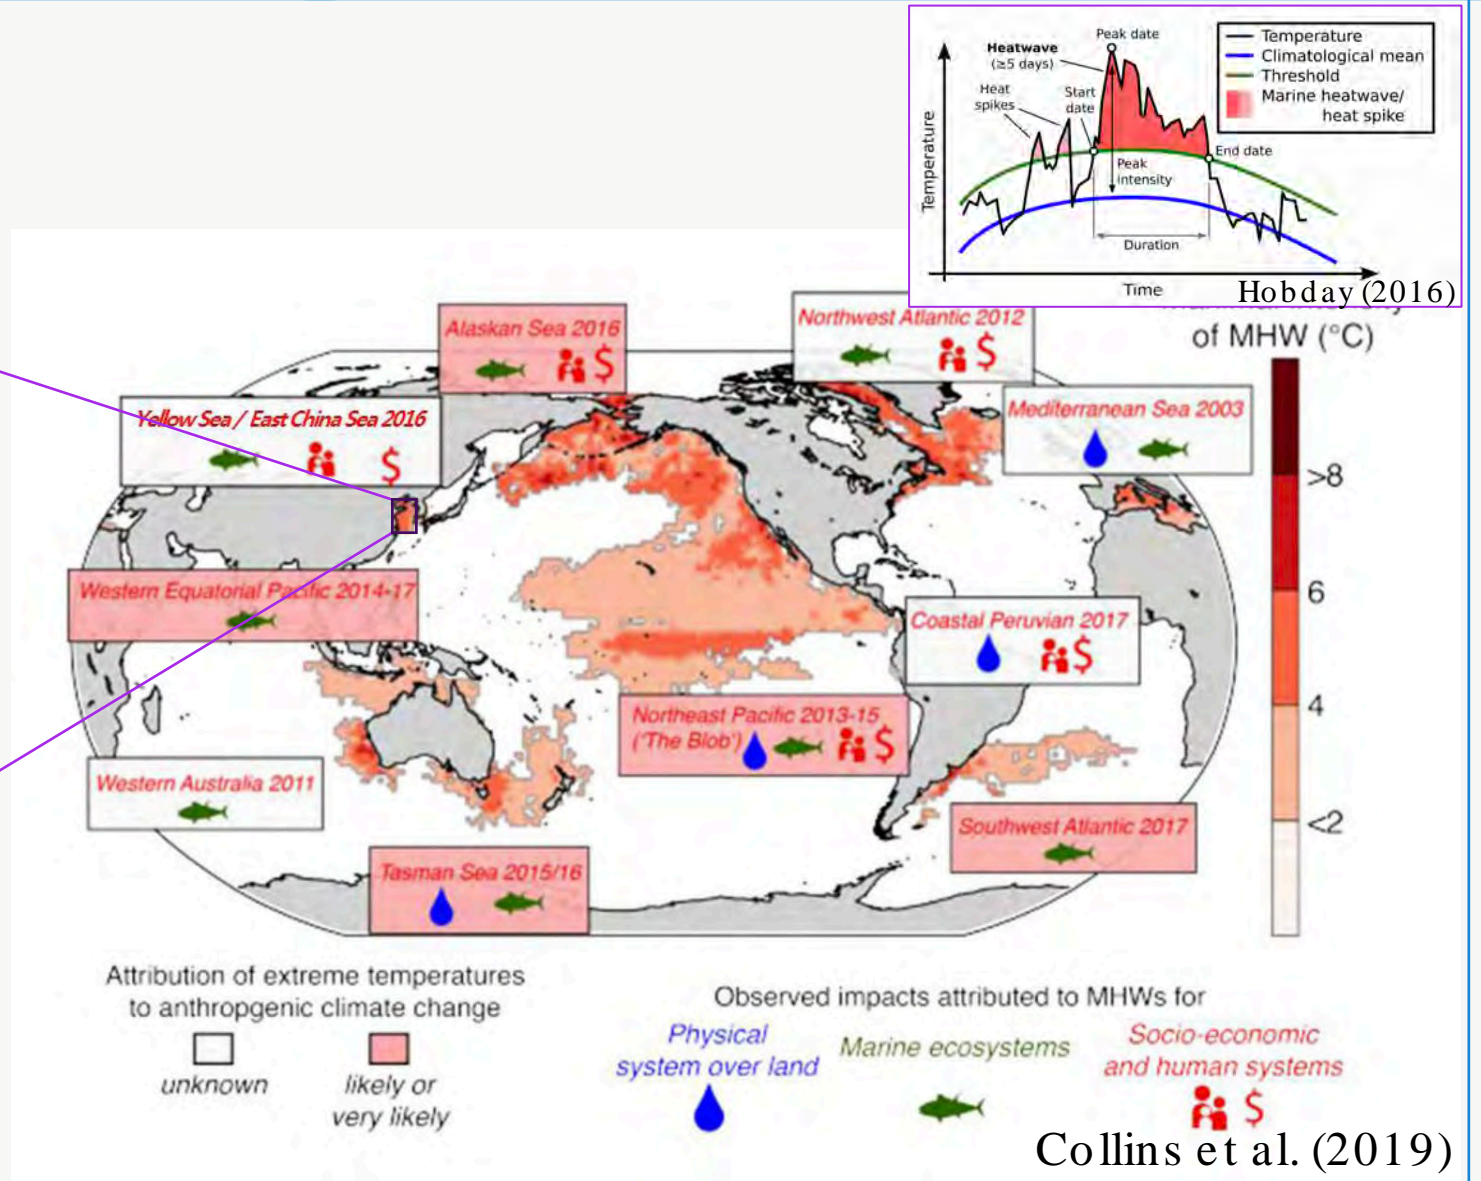 Peak date
Heatwave
(≥5 days)
Heat
spikes
Start
date
Temperature
Climatological mean
Threshold
Marine heatwave/
heat spike
End date
Peak
intensity
Duration
Temperature
Time
Hobday (2016)
of MHW (°C)
Alaskan Sea 2016
$
Northwest Atlantic 2012
$
Yellow Sea / East China Sea 2016
$
Mediterranean Sea 2003
>8
6
4
<2
Western Equatorial Pacific 2014-17
Coastal Peruvian 2017
$
Northeast Pacific 2013-15
('The Blob')
$
Western Australia 2011
Southwest Atlantic 2017
Tasman Sea 2015/16
Attribution of extreme temperatures
to anthropgenic climate change
unknown
likely or
very likely
Observed impacts attributed to MHWs for
Physical
system over land
Marine ecosystems
Socio-economic
and human systems
$
Collins et al. (2019)